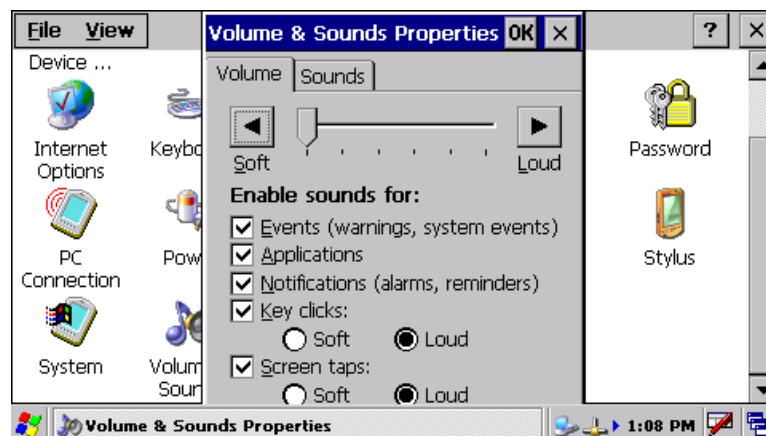 File View
Volume & Sounds Properties OK
?
Device ...
Volume Sounds
Internet
Options
Keybo
Soft
Loud
Password
Enable sounds for:
Events (warnings, system events)
Applications
Notifications (alarms, reminders)
Key clicks:
Soft Loud
Screen taps:
Soft Loud
PC
Connection
Pow
Stylus
System
Volum
Soun
Volume & Sounds Properties
1:08 PM